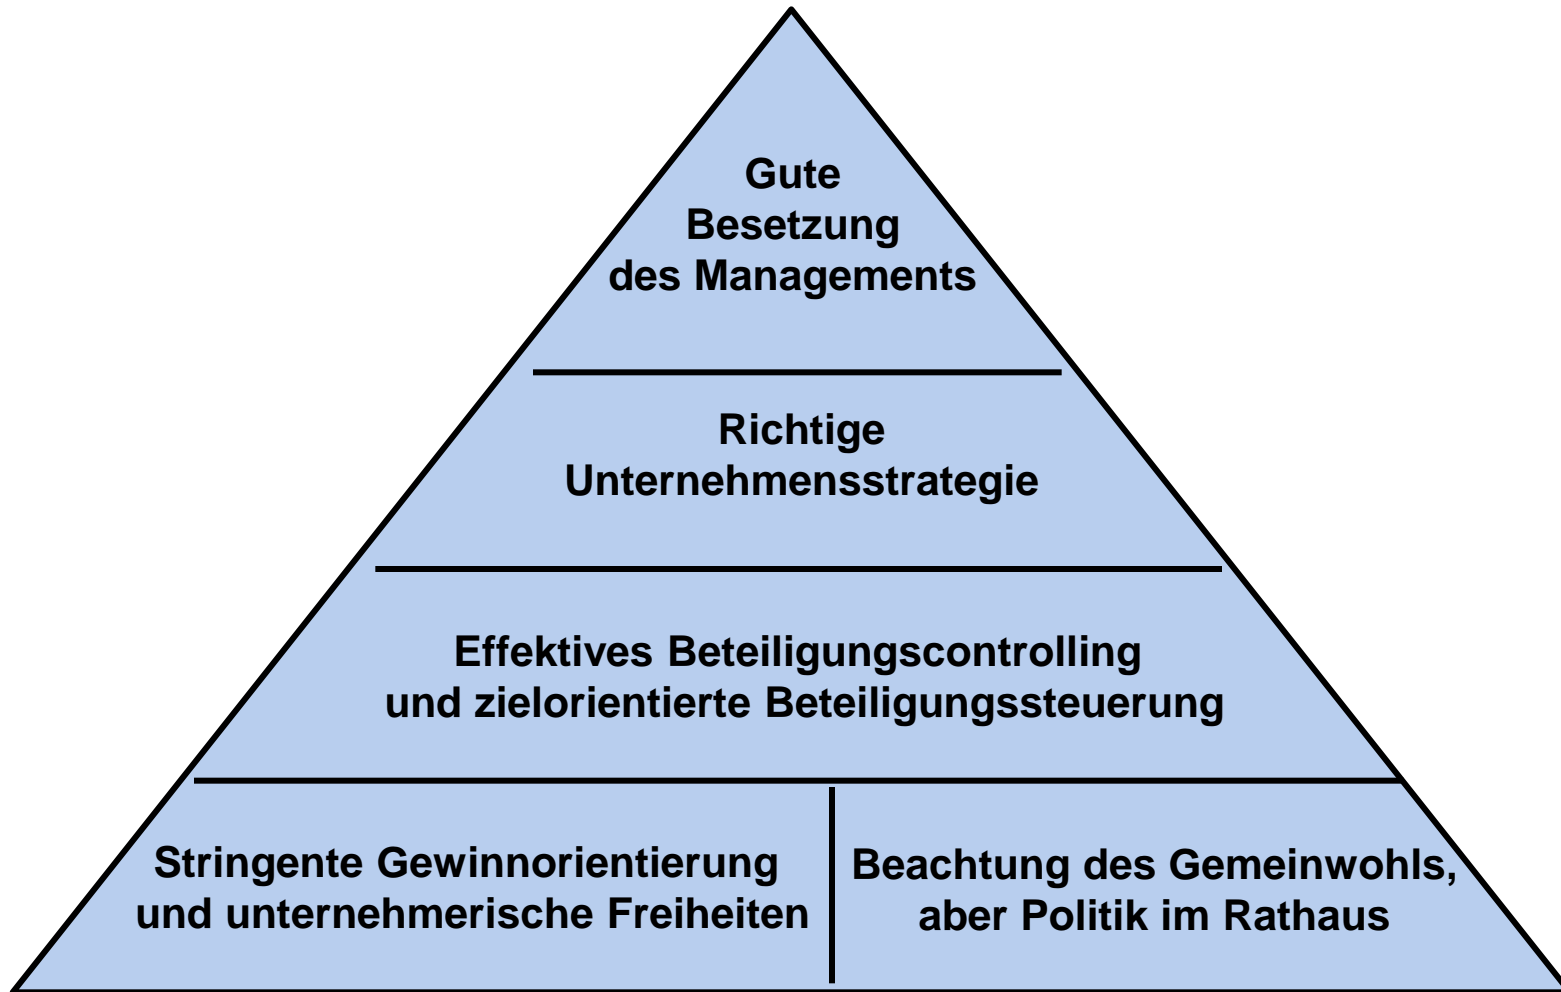 Gute
Besetzung
des Managements
Richtige
Unternehmensstrategie
Effektives Beteiligungscontrolling
und zielorientierte Beteiligungssteuerung
Stringente Gewinnorientierung
und unternehmerische Freiheiten
Beachtung des Gemeinwohls,
aber Politik im Rathaus